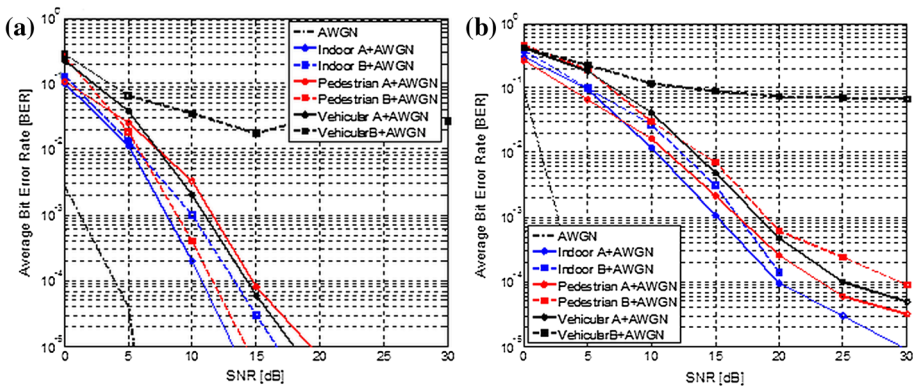 (a)
Average Bit Error Rate [BER]
10^0
10^-1
10^-2
10^-3
10^-4
10^-5
0 5 10 15 20 25 30
SNR [dB]
AWGN
Indoor A+AWGN
Indoor B+AWGN
Pedestrian A+AWGN
Pedestrian B+AWGN
Vehicular A+AWGN
VehicularB+AWGN
(b)
Average Bit Error Rate [BER]
10^0
10^-1
10^-2
10^-3
10^-4
10^-5
0 5 10 15 20 25 30
SNR [dB]
AWGN
Indoor A+AWGN
Indoor B+AWGN
Pedestrian A+AWGN
Pedestrian B+AWGN
Vehicular A+AWGN
VehicularB+AWGN